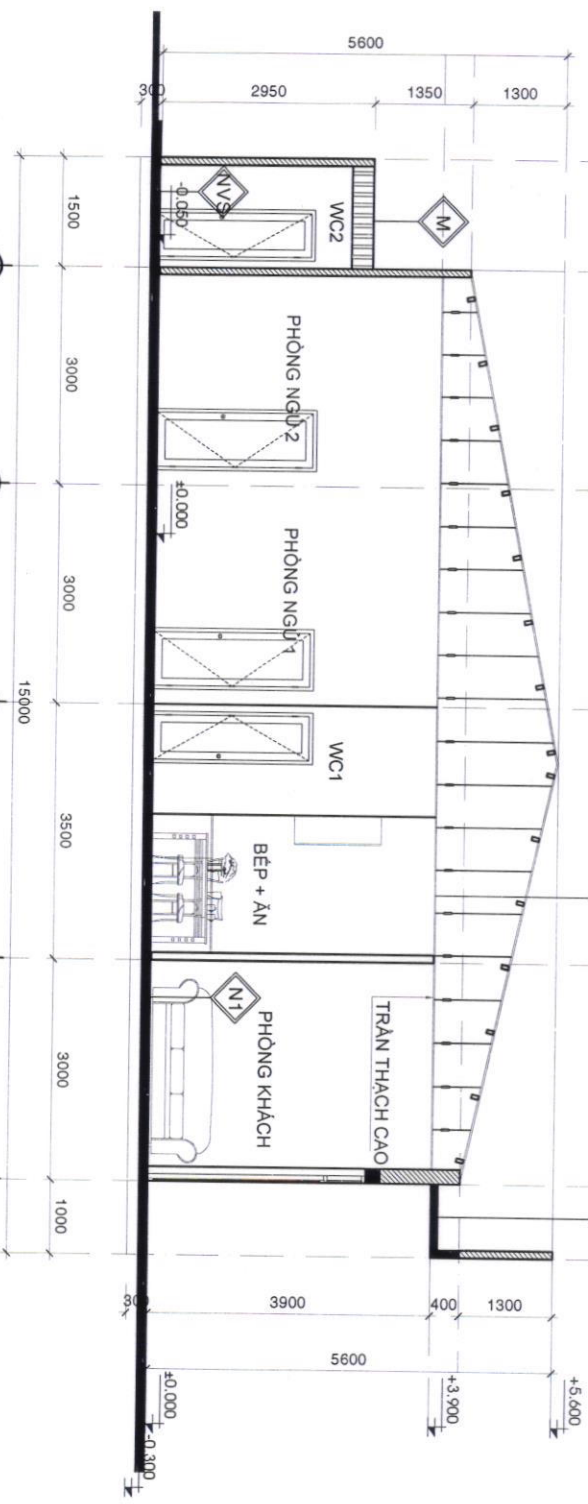 5600
300
2950
1350
1300
M
WC2
NVS
-0.050
PHÒNG NGỦ 2
±0.000
PHÒNG NGỦ 1
WC1
BẾP + ĂN
TRẦN THẠCH CAO
PHÒNG KHÁCH
N1
1500
3000
3000
3500
3000
1000
15000
300
3900
400
1300
5600
+5.600
+3.900
±0.000
-0.300